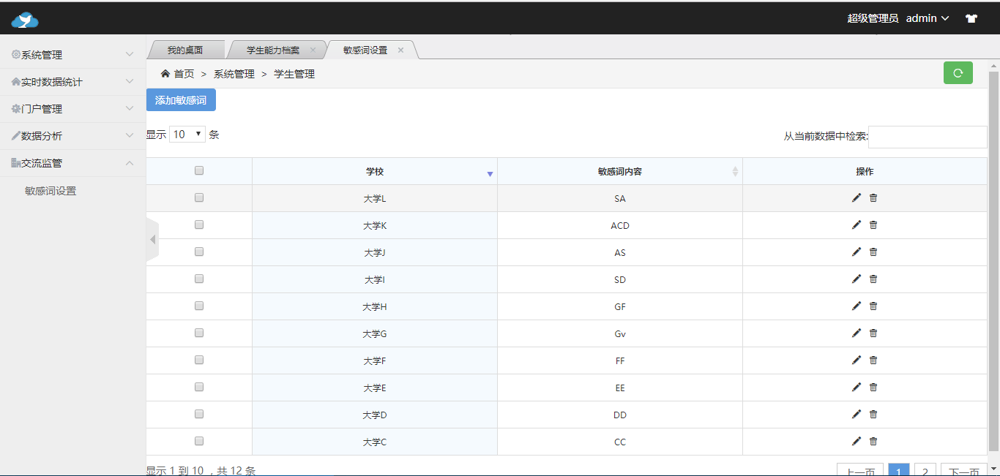 超级管理员 admin
系统管理
实时数据统计
门户管理
数据分析
交流监管
敏感词设置
我的桌面 学生能力档案 × 敏感词设置 ×
首页 > 系统管理 > 学生管理
添加敏感词
显示 10 条 从当前数据中检索:
学校 敏感词内容 操作
大学L SA
大学K ACD
大学J AS
大学I SD
大学H GF
大学G Gv
大学F FF
大学E EE
大学D DD
大学C CC
显示 1 到 10 ，共 12 条 上一页 1 2 下一页